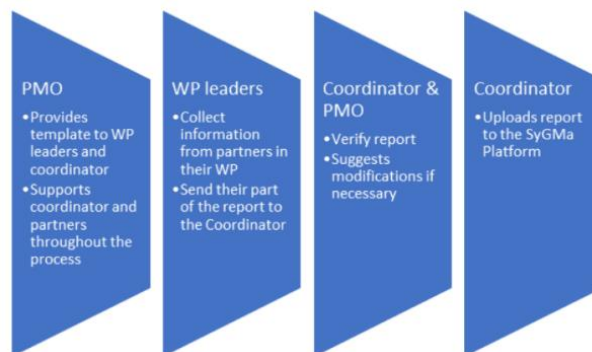 PMO
•Provides
template to WP
leaders and
coordinator
•Supports
coordinator and
partners
throughout the
process
WP leaders
•Collect
information
from partners in
their WP
•Send their part
of the report to
the Coordinator
Coordinator &
PMO
•Verify report
•Suggests
modifications if
necessary
Coordinator
•Uploads report
to the SyGMa
Platform